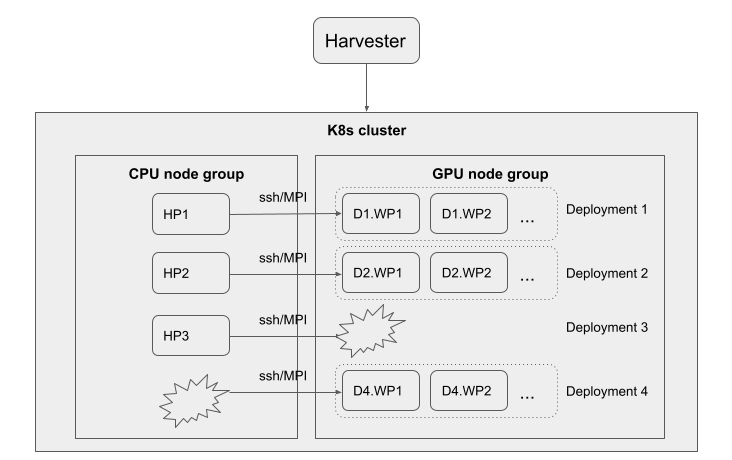 Harvester
K8s cluster
CPU node group
GPU node group
HP1
ssh/MPI
D1.WP1
D1.WP2
...
Deployment 1
HP2
ssh/MPI
D2.WP1
D2.WP2
...
Deployment 2
HP3
ssh/MPI
Deployment 3
ssh/MPI
D4.WP1
D4.WP2
...
Deployment 4